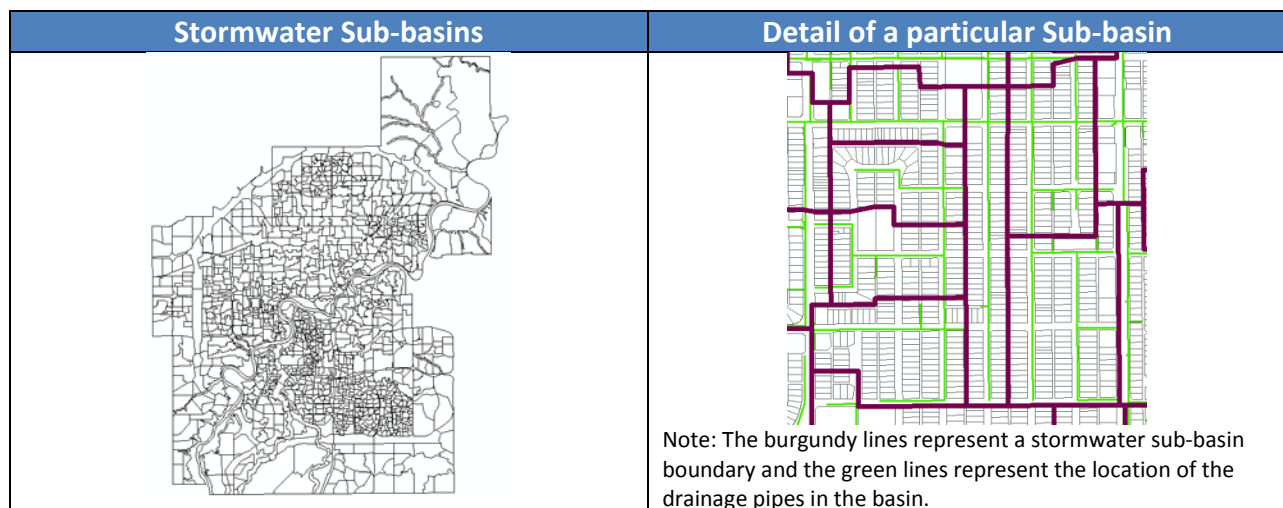 Stormwater Sub-basins
Detail of a particular Sub-basin
Note: The burgundy lines represent a stormwater sub-basin
boundary and the green lines represent the location of the
drainage pipes in the basin.